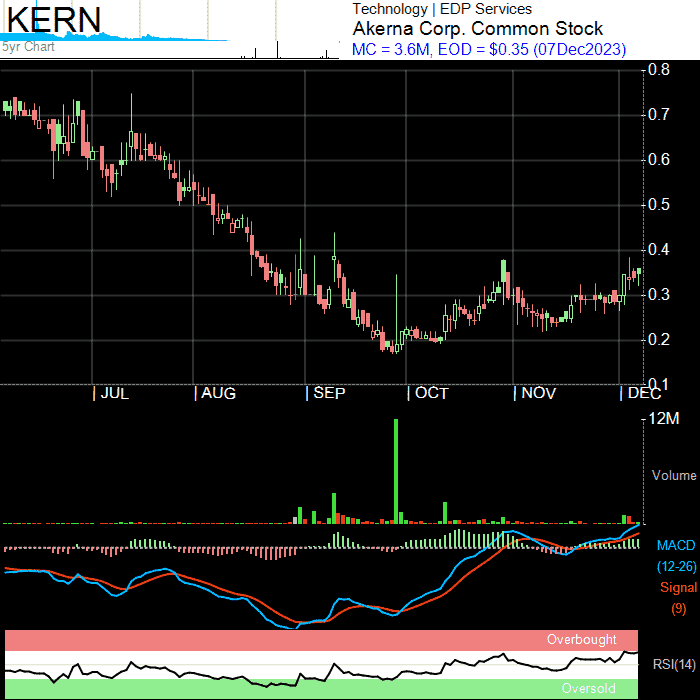 KERN
5yr Chart
Technology | EDP Services
Akerna Corp. Common Stock
MC = 3.6M, EOD = $0.35 (07Dec2023)
0.8
0.7
0.6
0.5
0.4
0.3
0.2
0.1
JUL AUG SEP OCT NOV DEC
12M
Volume
MACD
(12-26)
Signal
(9)
Overbought
RSI(14)
Oversold